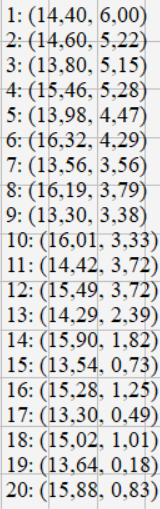 1: (14,40, 6,00)
2: (14,60, 5,22)
3: (13,80, 5,15)
4: (15,46, 5,28)
5: (13,98, 4,47)
6: (16,32, 4,29)
7: (13,56, 3,56)
8: (16,19, 3,79)
9: (13,30, 3,38)
10: (16,01, 3,33)
11: (14,42, 3,72)
12: (15,49, 3,72)
13: (14,29, 2,39)
14: (15,90, 1,82)
15: (13,54, 0,73)
16: (15,28, 1,25)
17: (13,30, 0,49)
18: (15,02, 1,01)
19: (13,64, 0,18)
20: (15,88, 0,83)